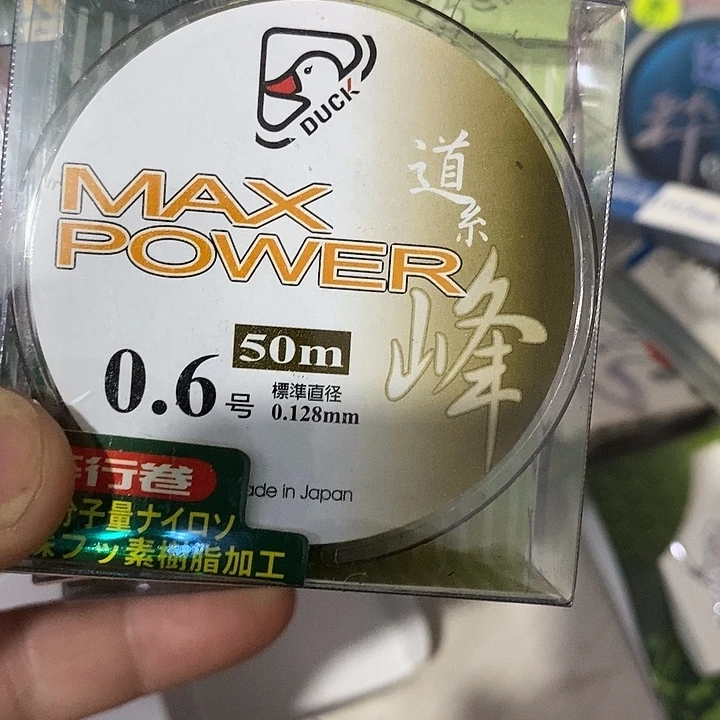 DUCK
道糸
峰
MAX
POWER
50m
0.6号
標準直径
0.128mm
行巻
ade in Japan
分子量ナイロソ
フッ素樹脂加工